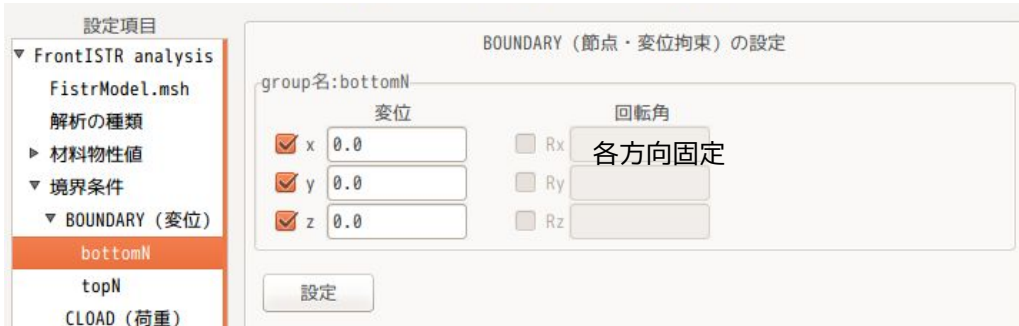 設定項目
▼ FrontISTR analysis
FistrModel.msh
解析の種類
▶ 材料物性値
▼ 境界条件
▼ BOUNDARY (変位)
bottomN
topN
CLOAD (荷重)
BOUNDARY (節点・変位拘束) の設定
group名:bottomN
変位 回転角
x 0.0 Rx 各方向固定
y 0.0 Ry
z 0.0 Rz
設定